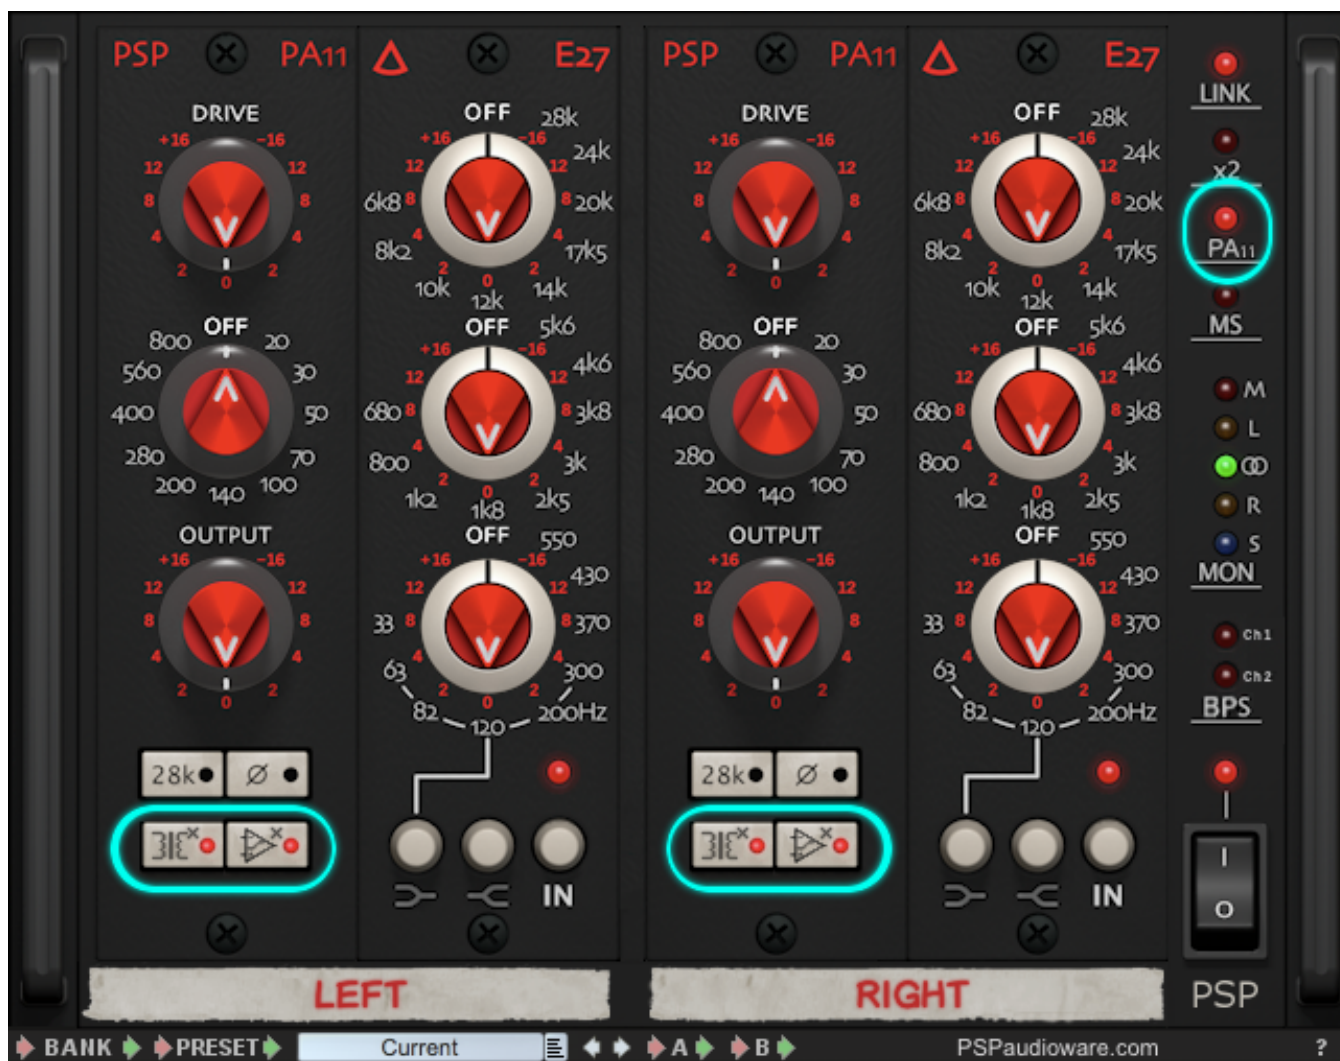 PSP PA11 E27 PSP PA11 E27
LINK
DRIVE OFF DRIVE OFF
+16 -16 +16 -16 28k +16 -16 +16 -16 28k
12 12 12 24k 12 12 12 24k
x2
8 8 6k8 8 8 20k 8 8 6k8 8 8 20k
4 4 8k2 4 4 17k5 4 4 8k2 4 4 17k5
PA11
2 0 2 10k 2 0 2 14k 2 0 2 10k 2 0 2 14k
12k 12k
MS
OFF OFF OFF OFF
800 20 +16 -16 5k6 800 20 +16 -16 5k6
560 30 12 4k6 560 30 12 4k6
400 50 680 8 8 3k8 400 50 680 8 8 3k8
M
L
280 70 800 4 4 3k 280 70 800 4 4 3k
200 140 100 1k2 2 0 2 2k5 200 140 100 1k2 2 0 2 2k5
1k8 1k8
R
S
OUTPUT OFF OUTPUT OFF
+16 -16 +16 -16 550 +16 -16 +16 -16 550
MON
12 12 12 430 12 12 12 12 430
8 8 33 8 370 8 8 33 8 370
Ch1
4 4 63 300 4 4 63 300
Ch2
2 0 2 82 2 0 2 200Hz 2 0 2 82 2 0 2 200Hz
120 120
BPS
28k Ø 28k Ø
I
O
IN IN
LEFT RIGHT PSP
BANK PRESET Current A B PSPaudioware.com ?